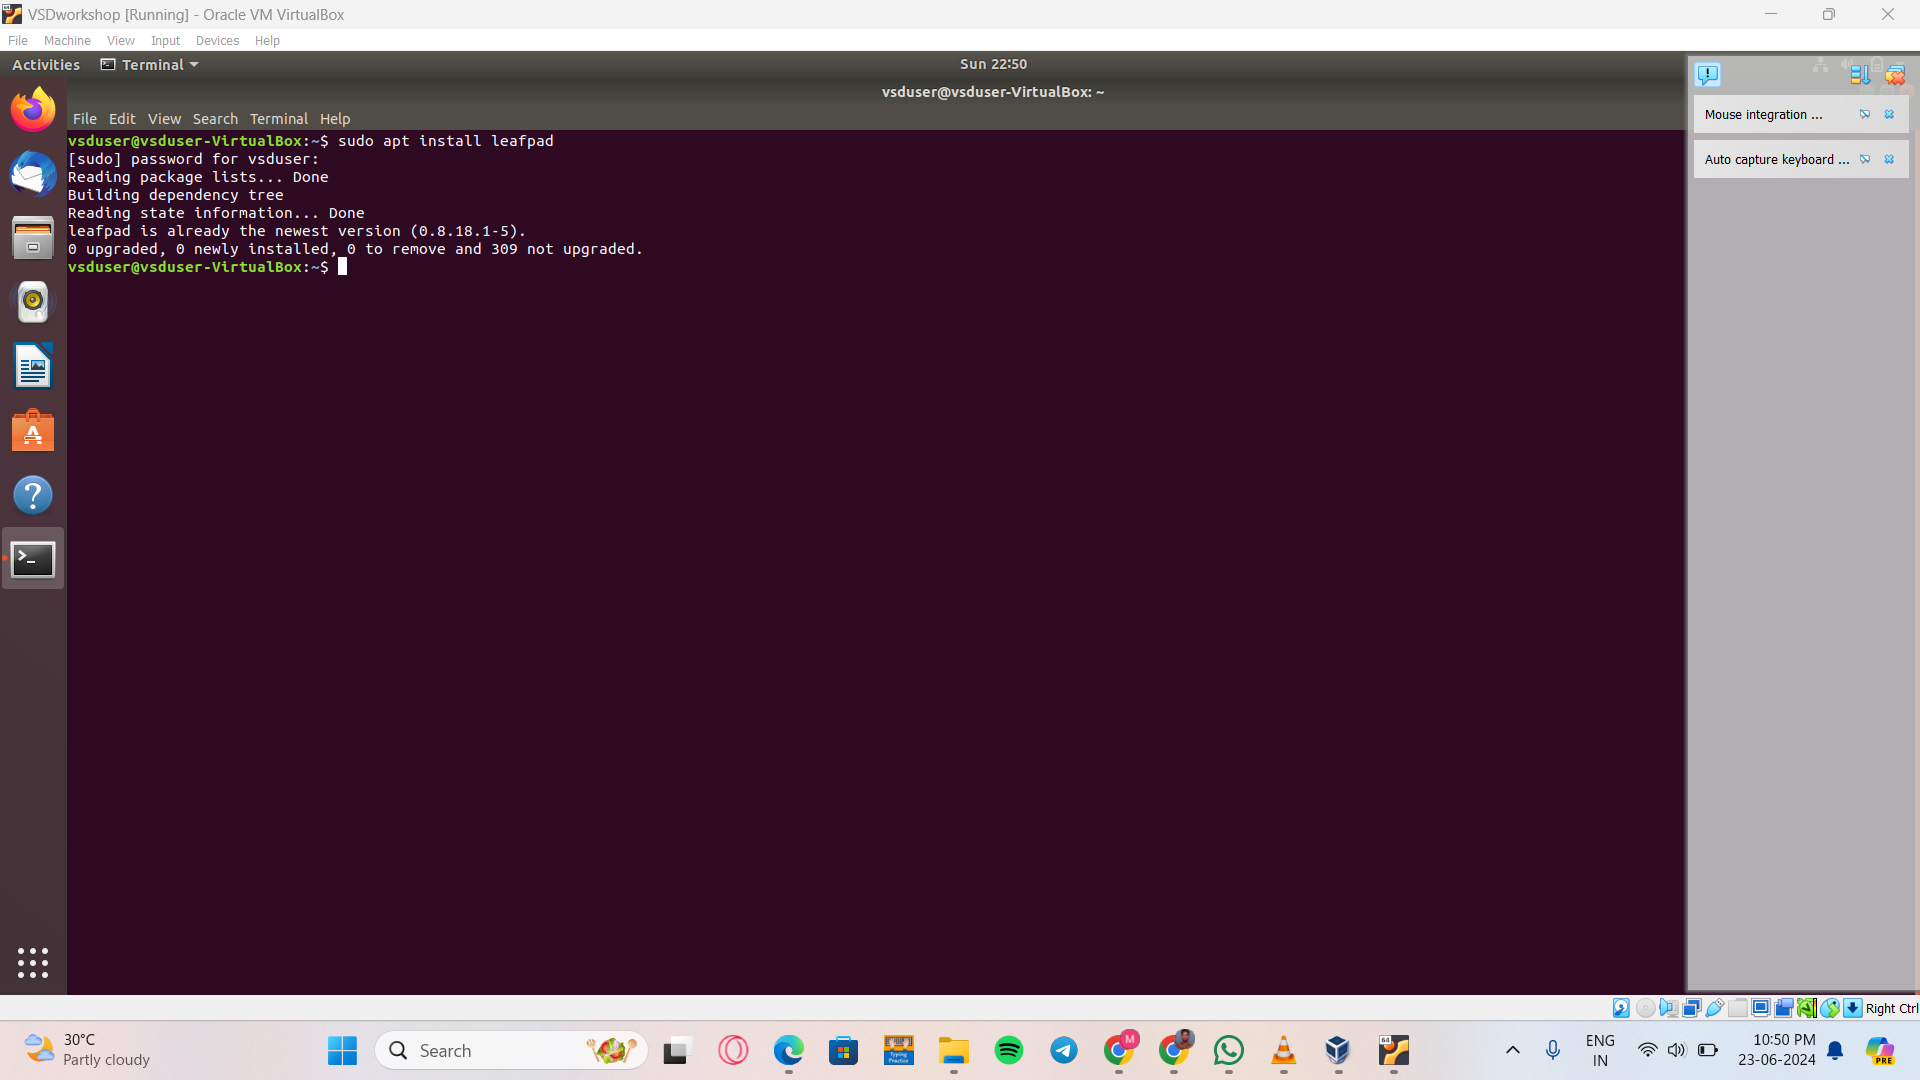 VSDworkshop [Running] - Oracle VM VirtualBox
File Machine View Input Devices Help
Activities Terminal Sun 22:50
vsduser@vsduser-VirtualBox: ~
File Edit View Search Terminal Help
vsduser@vsduser-VirtualBox:~$ sudo apt install leafpad
[sudo] password for vsduser:
Reading package lists... Done
Building dependency tree
Reading state information... Done
leafpad is already the newest version (0.8.18.1-5).
0 upgraded, 0 newly installed, 0 to remove and 309 not upgraded.
vsduser@vsduser-VirtualBox:~$
Mouse integration ...
Auto capture keyboard ...
Right Ctrl
30°C
Partly cloudy
Search
Typing Practice
M
64
ENG
IN
10:50 PM
23-06-2024
PRE